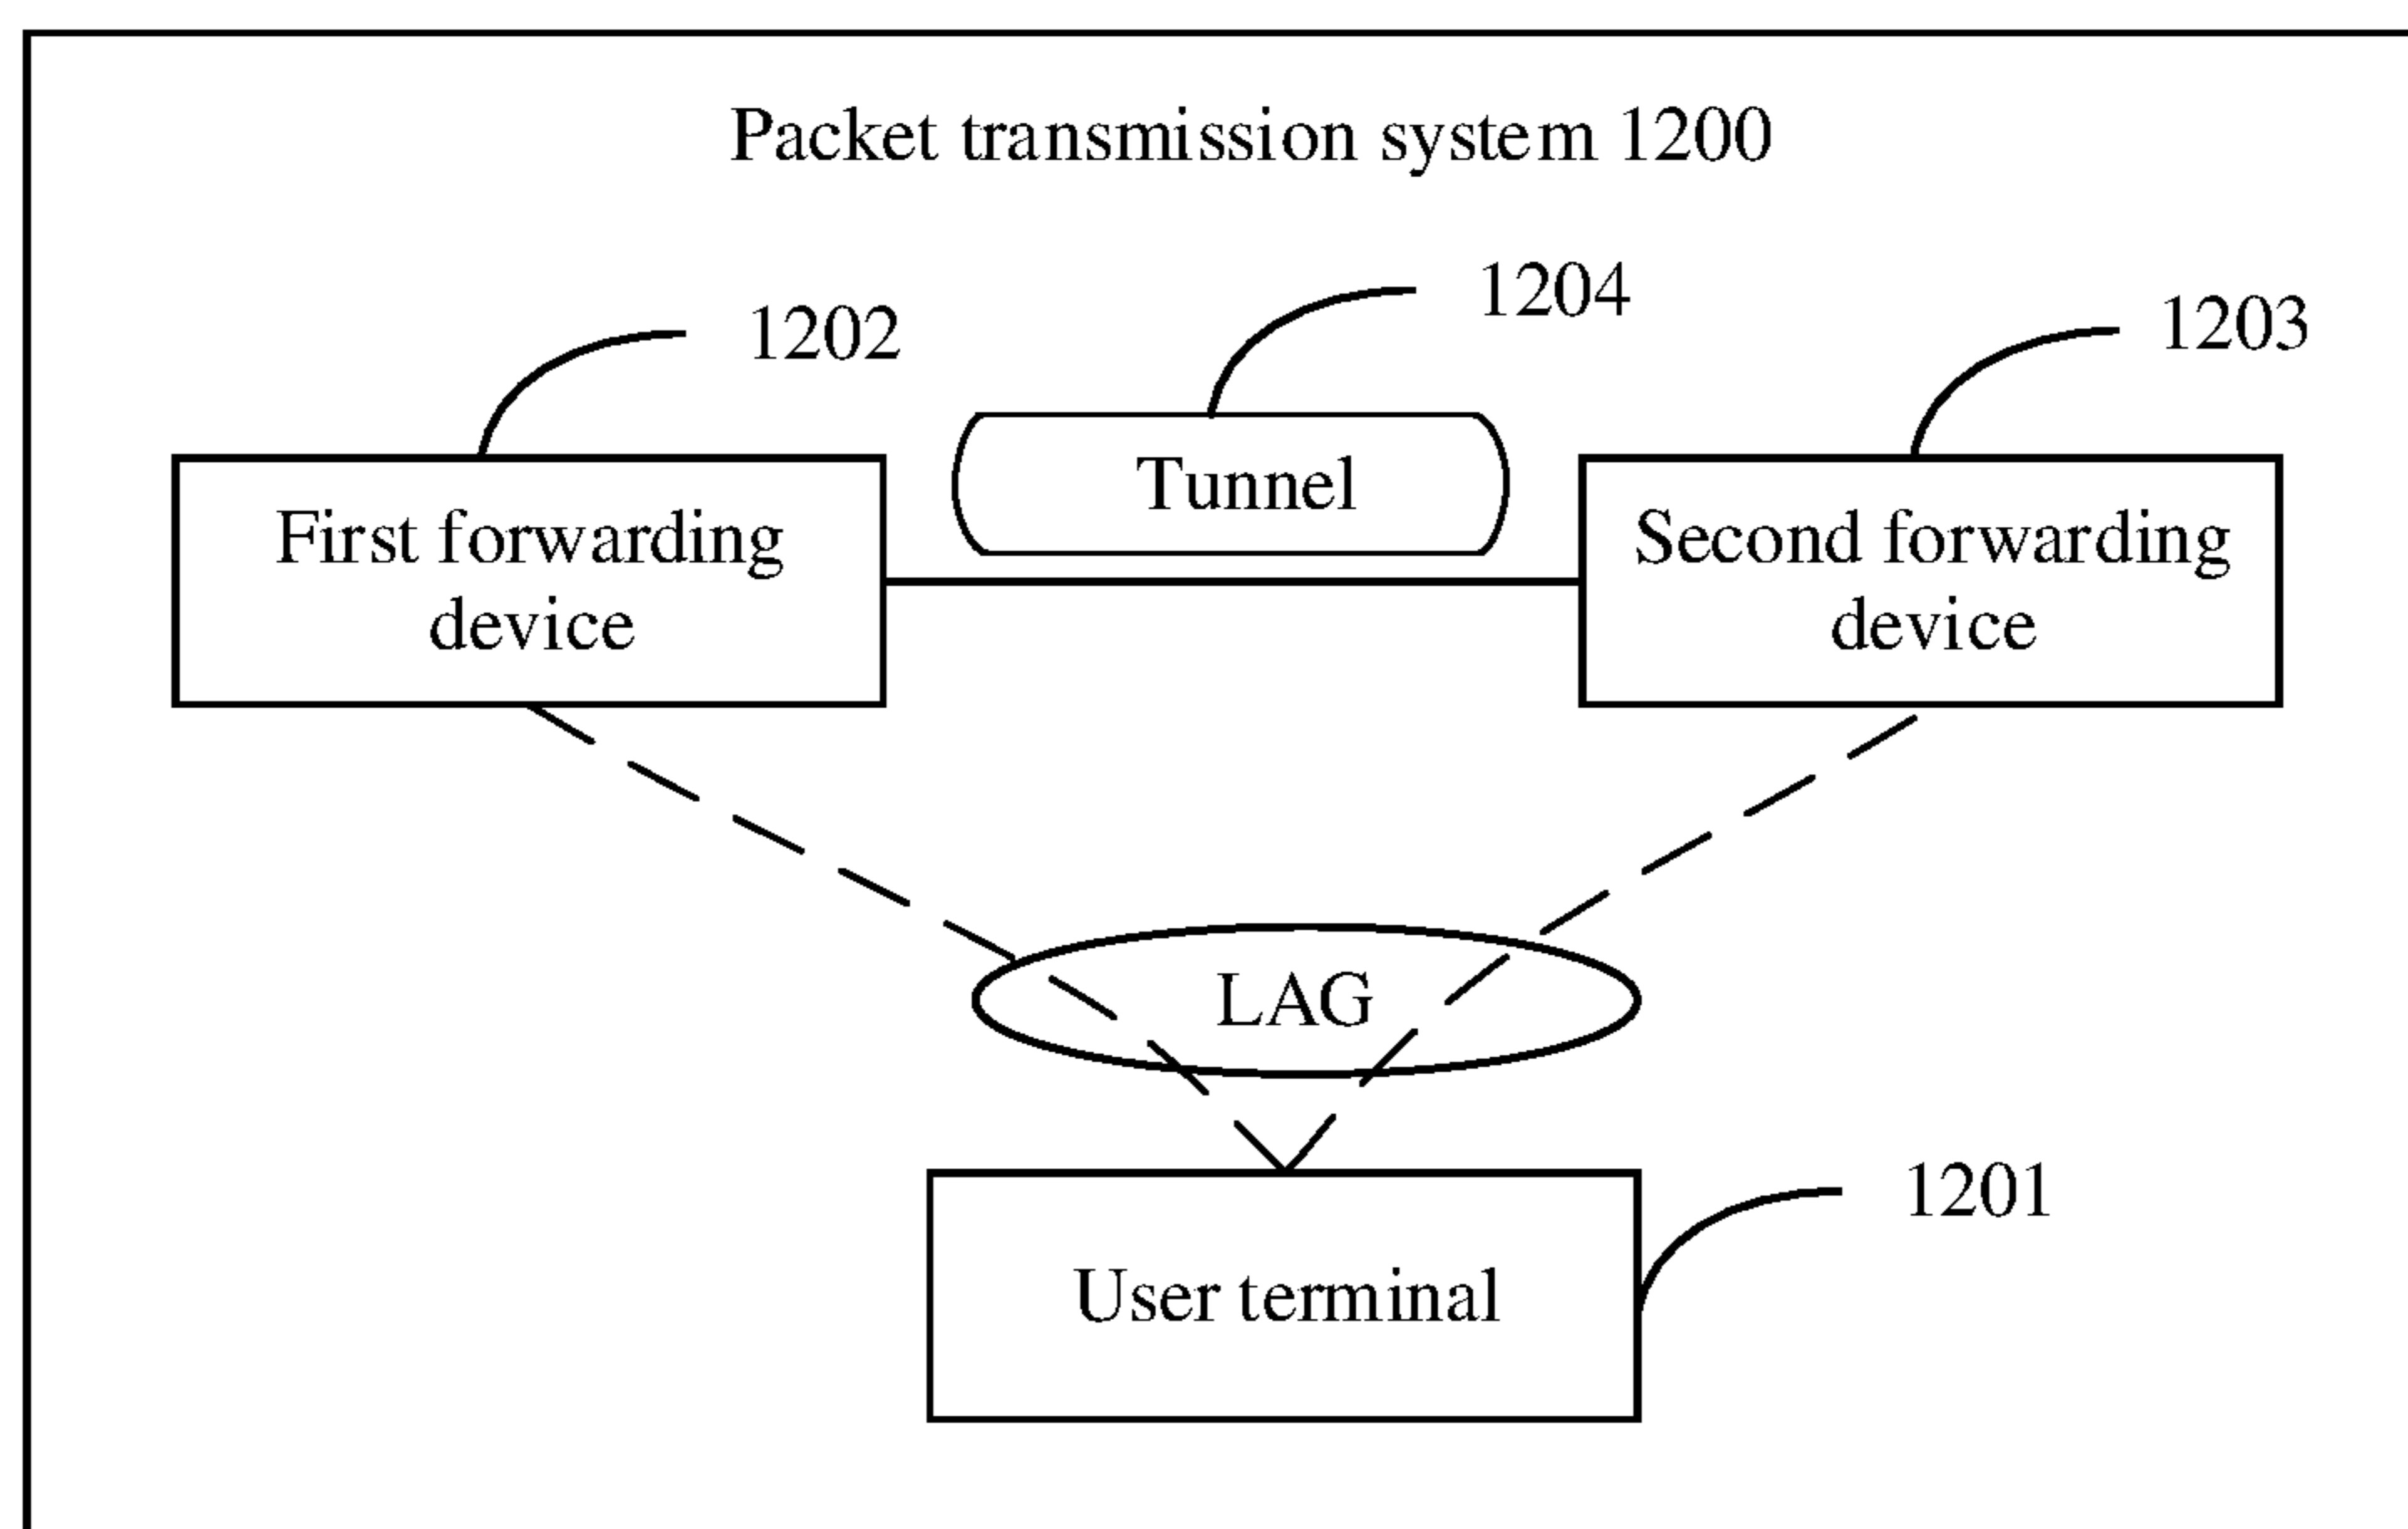 Packet transmission system 1200
1204
1202
1203
Tunnel
First forwarding
device
Second forwarding
device
LAG
1201
User terminal